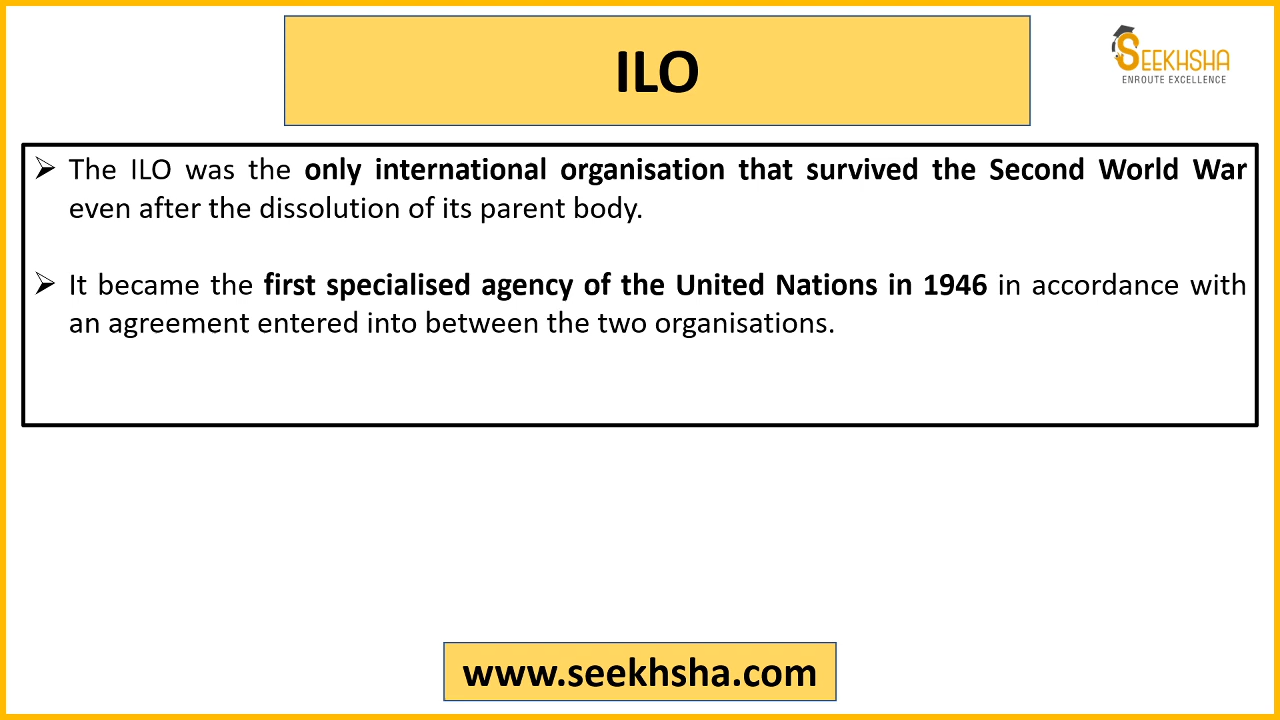 ILO
SEEKHSHA
ENROUTE EXCELLENCE
➢ The ILO was the only international organisation that survived the Second World War
even after the dissolution of its parent body.
➢ It became the first specialised agency of the United Nations in 1946 in accordance with
an agreement entered into between the two organisations.
www.seekhsha.com